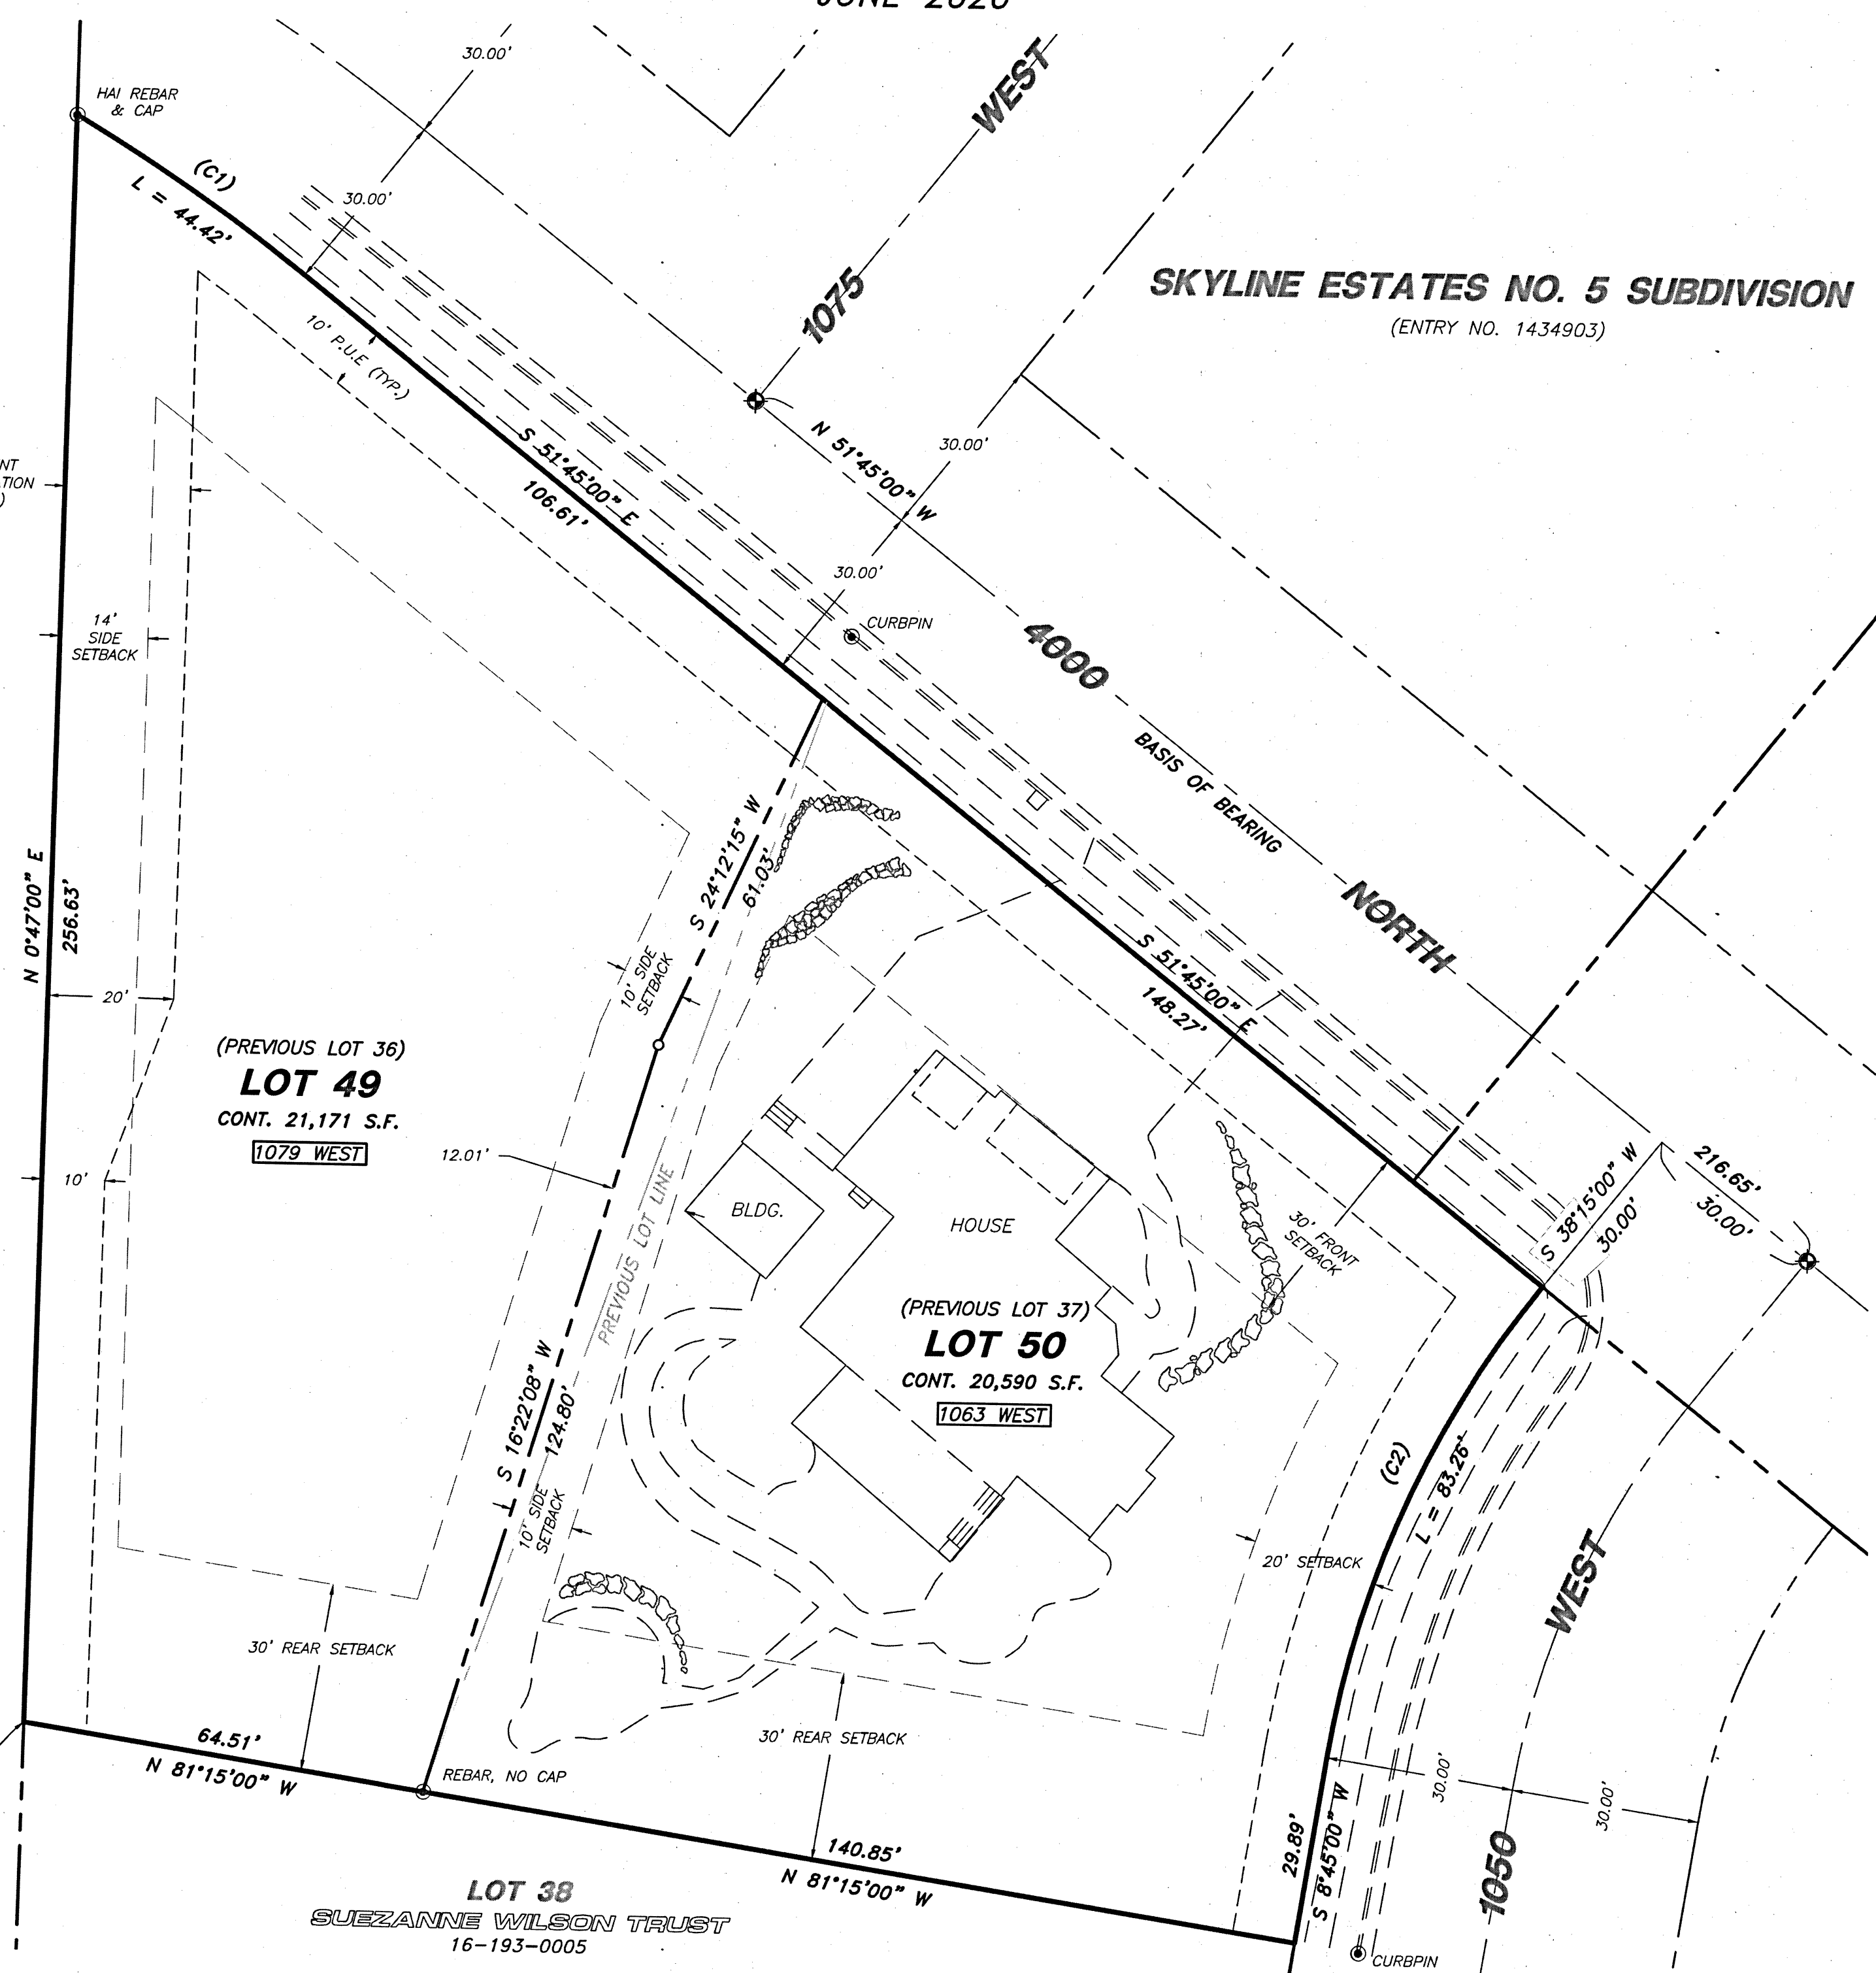 JUNE 2020
30.00'
HAI REBAR
& CAP
(C1)
L = 44.42'
30.00'
1075 WEST
SKYLINE ESTATES NO. 5 SUBDIVISION
(ENTRY NO. 1434903)
10' P.U.E (TYP.)
S 51°45'00" E
106.61'
N 51°45'00" W
30.00'
30.00'
CURBPIN
4000 NORTH
BASIS OF BEARING
14'
SIDE
SETBACK
N 0°47'00" E
256.63'
20'
10'
S 24°12'15" W
61.03'
10' SIDE
SETBACK
(PREVIOUS LOT 36)
LOT 49
CONT. 21,171 S.F.
1079 WEST
12.01'
PREVIOUS LOT LINE
S 51°45'00" E
148.27'
BLDG.
HOUSE
30' FRONT
SETBACK
S 38°15'00" W
30.00'
216.65'
30.00'
(PREVIOUS LOT 37)
LOT 50
CONT. 20,590 S.F.
1063 WEST
S 16°22'08" W
124.80'
10' SIDE
SETBACK
(C2)
L = 83.26'
20' SETBACK
1050 WEST
30' REAR SETBACK
30' REAR SETBACK
64.51'
N 81°15'00" W
REBAR, NO CAP
140.85'
N 81°15'00" W
29.89'
S 8°45'00" W
30.00'
30.00'
LOT 38
SUEZANNE WILSON TRUST
16-193-0005
CURBPIN